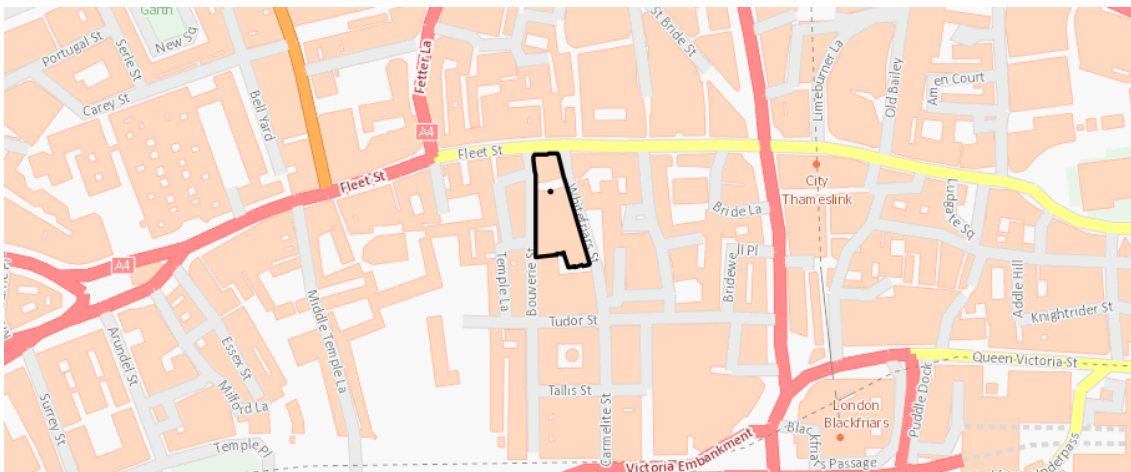 Garth
New Sq
Portugal St
Serle St
Carey St
Bell Yard
Fetter La
A4
Fleet St
Fleet St
A4
St Bride St
Limeburner La
Old Bailey
Amen Court
City
Thameslink
Ludgate Sq
Bride La
Bridewell Pl
Whitefriars St
Bouverie St
Temple La
Tudor St
Tallis St
Carmelite St
Middle Temple La
Arundel St
Essex St
Milford La
Surrey St
Temple Pl
Victoria Embankment
Addle Hill
Knightrider St
Queen Victoria St
Puddle Dock
London
Blackfriars
Blackfriars Passage
Underpass